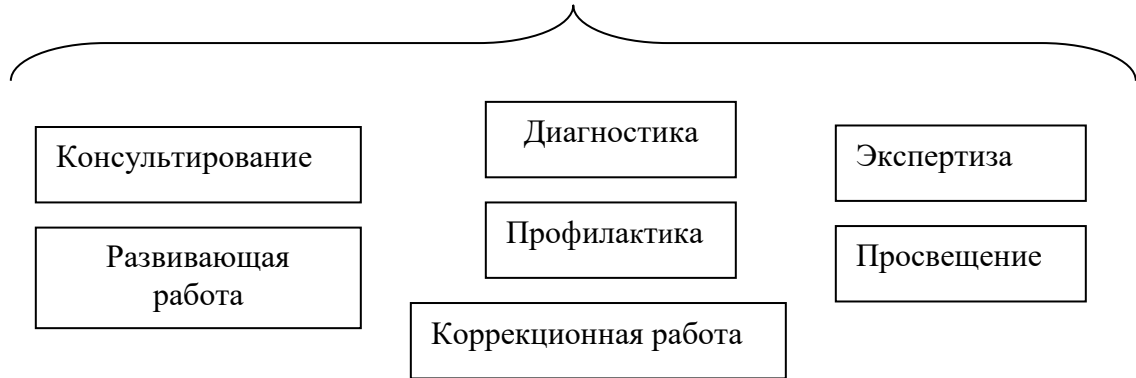 Диагностика
Консультирование
Экспертиза
Профилактика
Развивающая
работа
Просвещение
Коррекционная работа